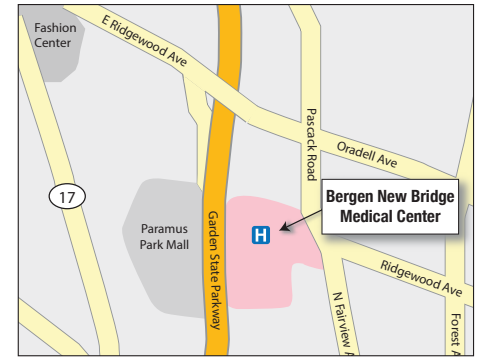 Fashion
Center
E Ridgewood Ave
Pascack Road
Oradell Ave
17
Bergen New Bridge
Medical Center
H
Paramus
Park Mall
Garden State Parkway
Ridgewood Ave
N Fairview A
Forest A